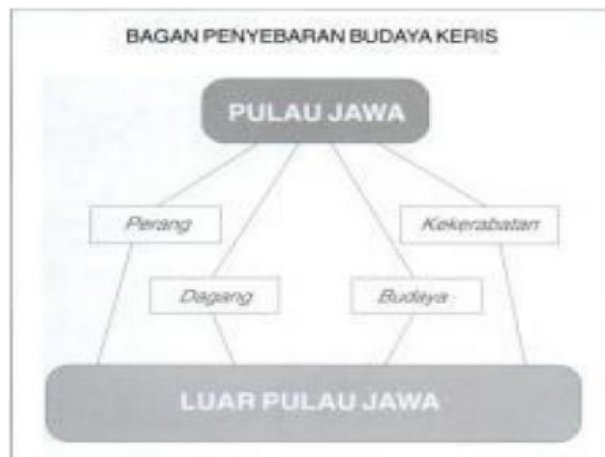 BAGAN PENYEBARAN BUDAYA KERIS
PULAU JAWA
Perang
Kekerabatan
Dagang
Budaya
LUAR PULAU JAWA